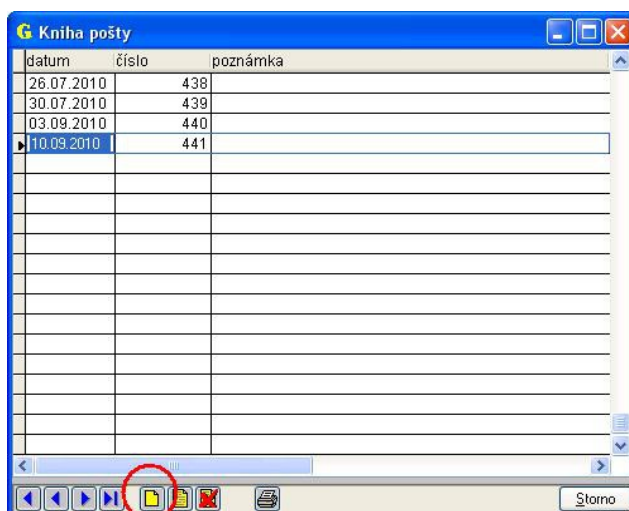 G Kniha pošty
datum číslo poznámka
26.07.2010 438
30.07.2010 439
03.09.2010 440
10.09.2010 441
Storno